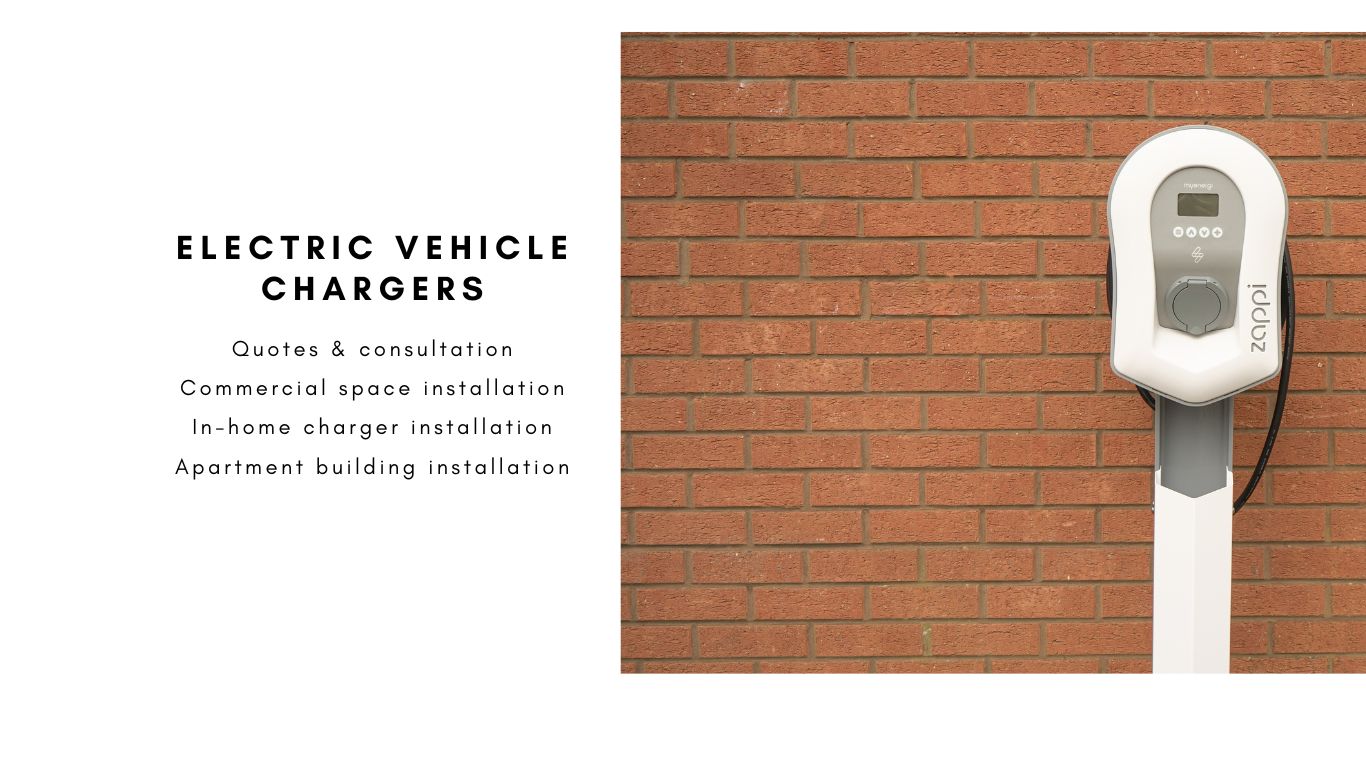 ELECTRIC VEHICLE
CHARGERS
Quotes & consultation
Commercial space installation
In-home charger installation
Apartment building installation
myenergi
zappi